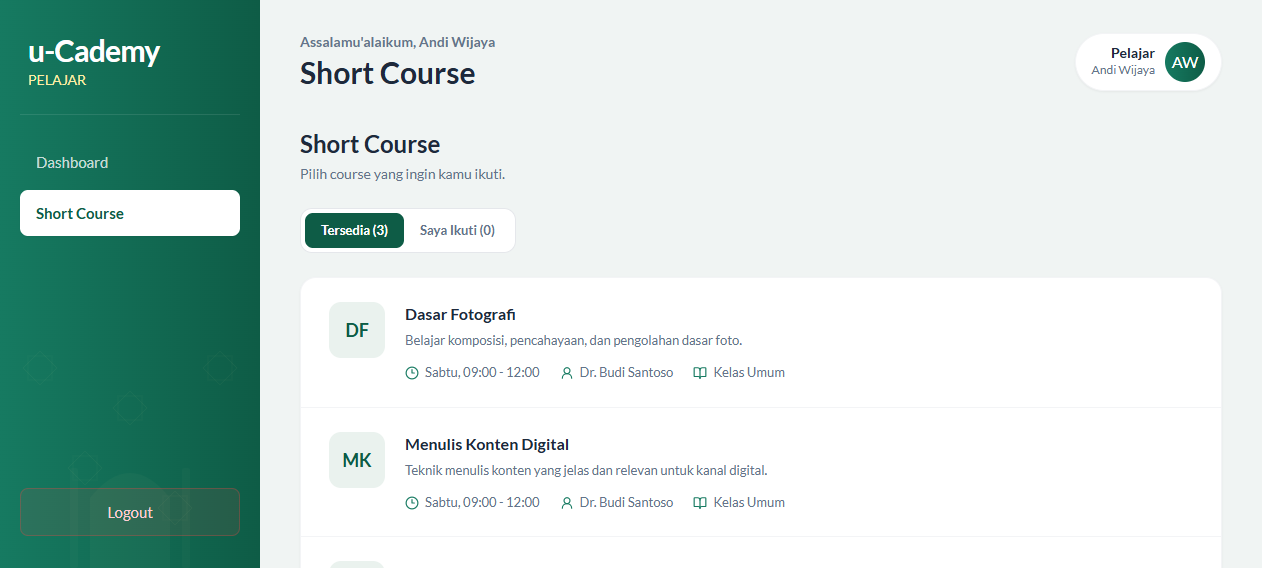 u-Cademy
PELAJAR
Dashboard
Short Course
Logout
Assalamu'alaikum, Andi Wijaya
Short Course
Pelajar
Andi Wijaya
AW
Short Course
Pilih course yang ingin kamu ikuti.
Tersedia (3) Saya Ikuti (0)
DF
Dasar Fotografi
Belajar komposisi, pencahayaan, dan pengolahan dasar foto.
Sabtu, 09:00 - 12:00 Dr. Budi Santoso Kelas Umum
MK
Menulis Konten Digital
Teknik menulis konten yang jelas dan relevan untuk kanal digital.
Sabtu, 09:00 - 12:00 Dr. Budi Santoso Kelas Umum